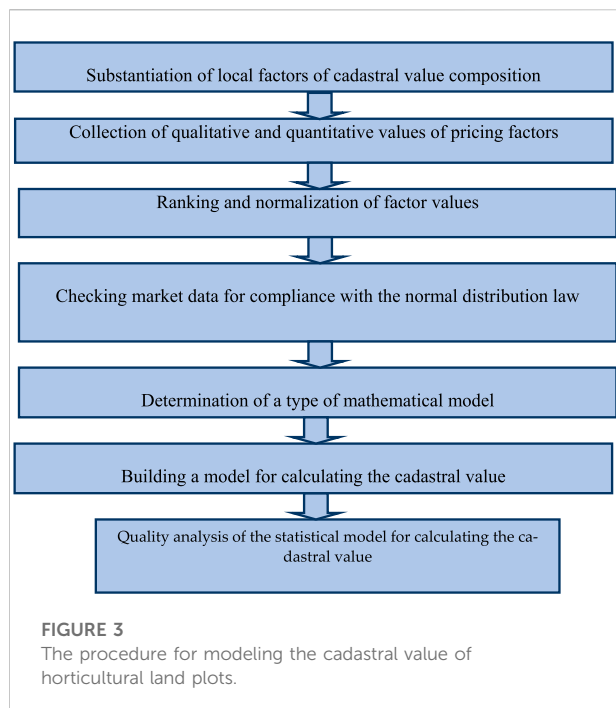 Substantiation of local factors of cadastral value composition
Collection of qualitative and quantitative values of pricing factors
Ranking and normalization of factor values
Checking market data for compliance with the normal distribution law
Determination of a type of mathematical model
Building a model for calculating the cadastral value
Quality analysis of the statistical model for calculating the ca-
dastral value
FIGURE 3
The procedure for modeling the cadastral value of
horticultural land plots.